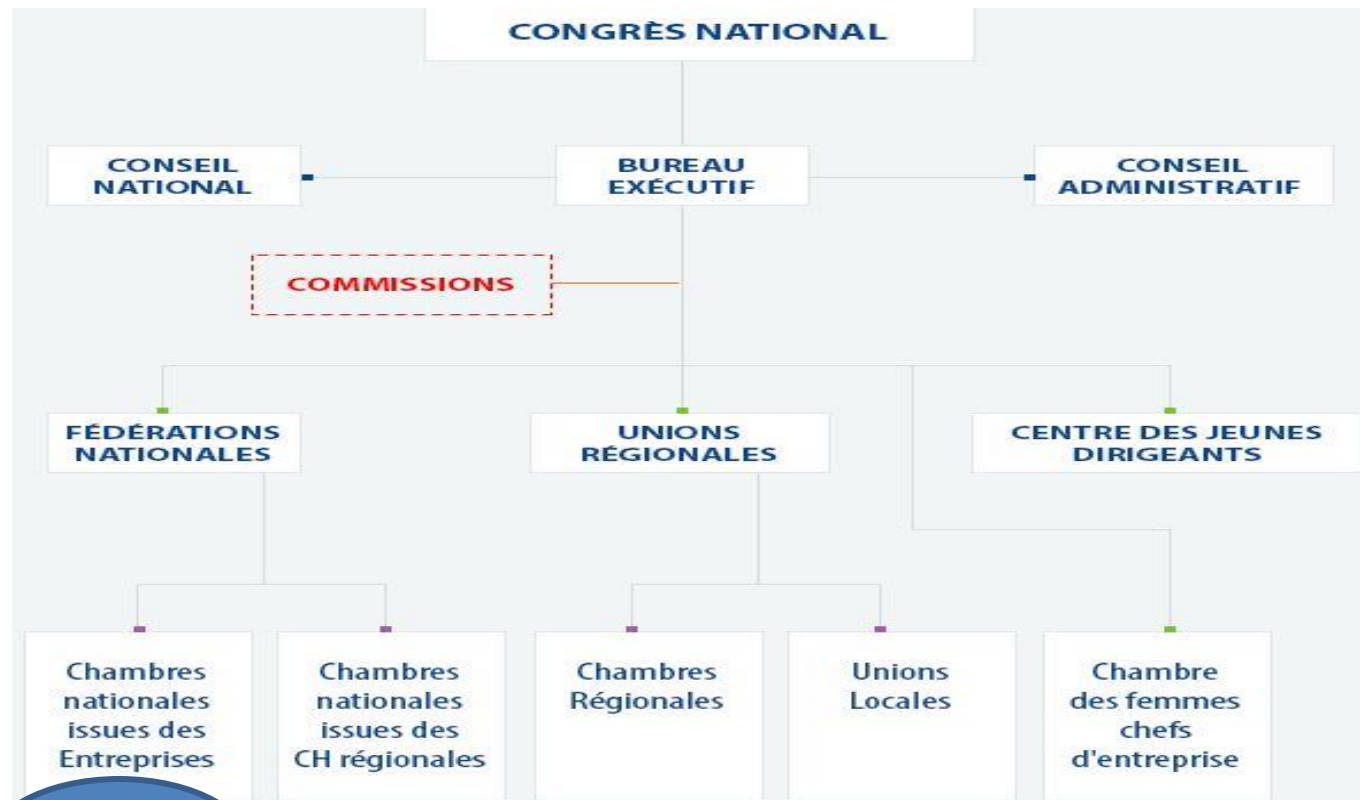 CONGRÈS NATIONAL
CONSEIL
NATIONAL
BUREAU
EXÉCUTIF
CONSEIL
ADMINISTRATIF
COMMISSIONS
FÉDÉRATIONS
NATIONALES
UNIONS
RÉGIONALES
CENTRE DES JEUNES
DIRIGEANTS
Chambres
nationales
issues des
Entreprises
Chambres
nationales
issues des
CH régionales
Chambres
Régionales
Unions
Locales
Chambre
des femmes
chefs
d'entreprise